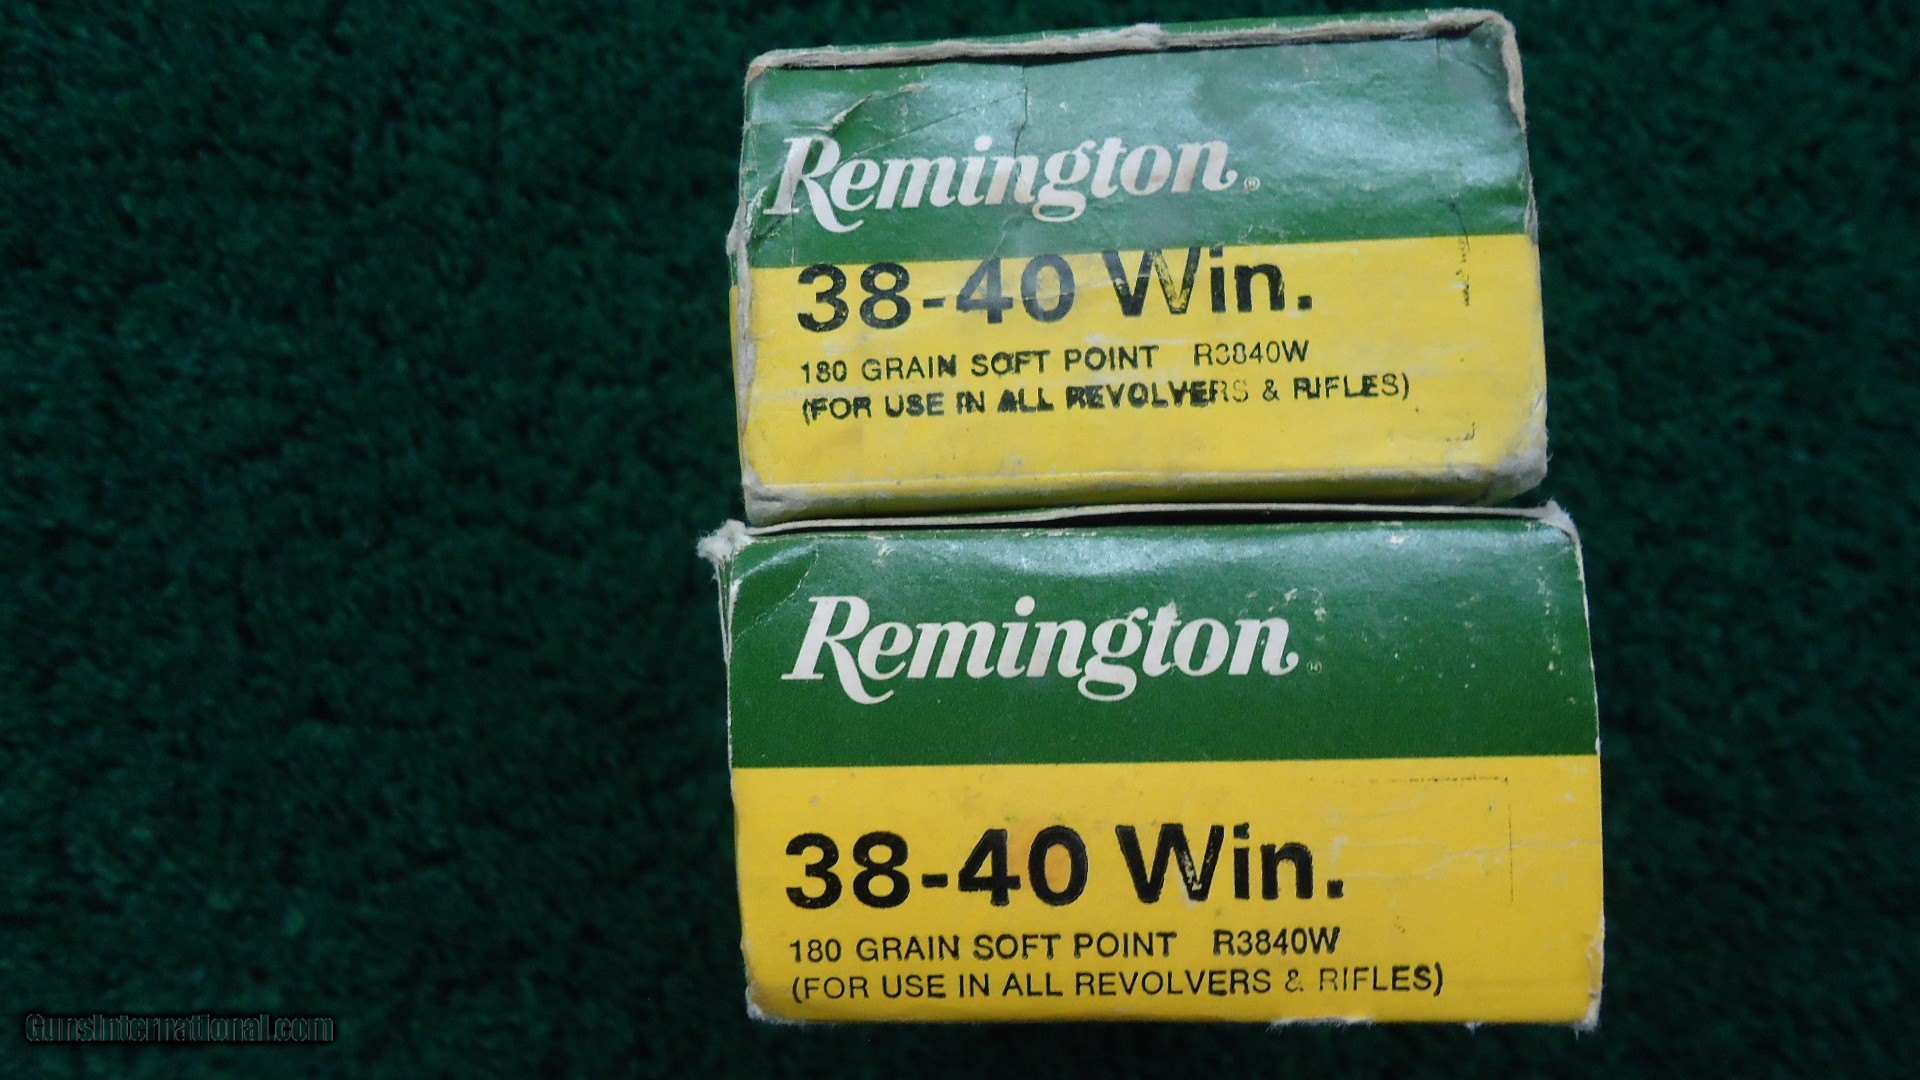 Remington®
38-40 Win.
180 GRAIN SOFT POINT R3840W
(FOR USE IN ALL REVOLVERS & RIFLES)
Remington®
38-40 Win.
180 GRAIN SOFT POINT R3840W
(FOR USE IN ALL REVOLVERS & RIFLES)
GunsInternational.com